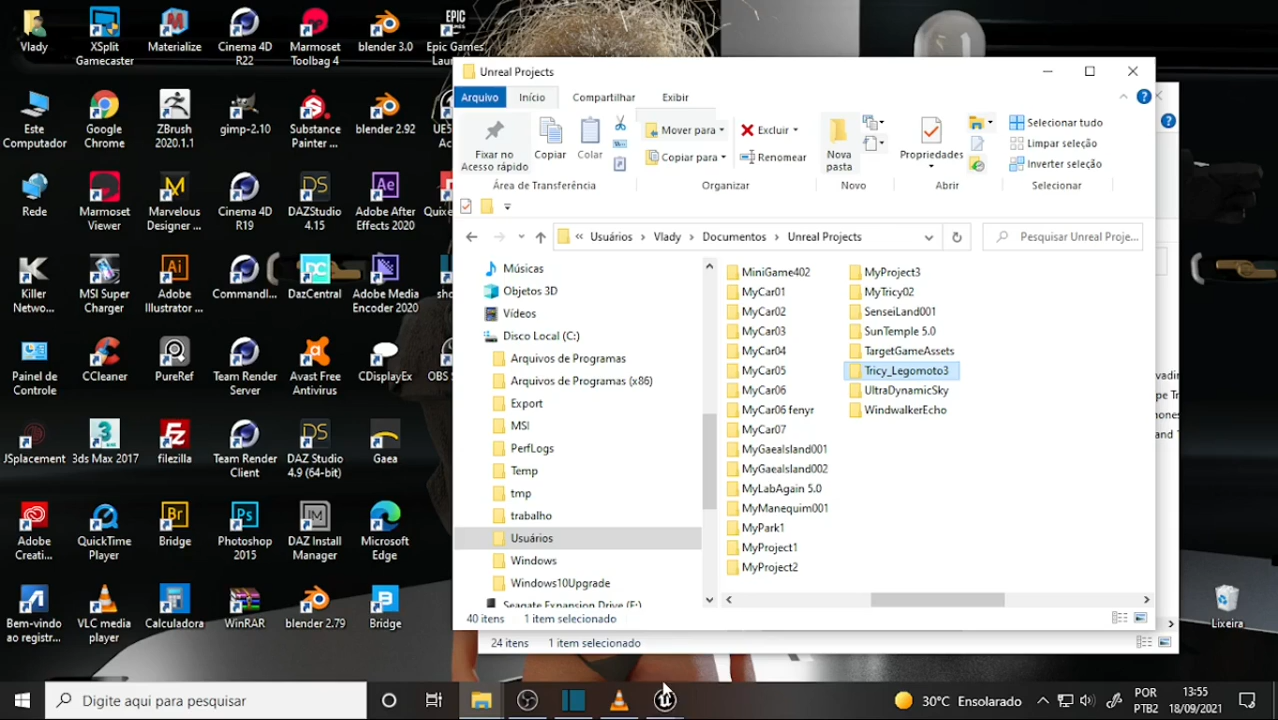 Vlady
XSplit
Gamecaster
Materialize
Cinema 4D
R22
Marmoset
Toolbag 4
blender 3.0
EPIC
GAMES
Epic Games
Este
Computador
Google
Chrome
ZBrush
2020.1.1
gimp-2.10
Substance
Painter ...
blender 2.92
Rede
Marmoset
Viewer
Marvelous
Designer ...
Cinema 4D
R19
DAZStudio
4.15
Adobe After
Effects 2020
Killer
Netwo...
MSI Super
Charger
Adobe
Illustrator ...
Commandl...
DazCentral
Adobe Media
Encoder 2020
Painel de
Controle
CCleaner
PureRef
Team Render
Server
Avast Free
Antivirus
CDisplayEx
JSplacement
3ds Max 2017
filezilla
Team Render
Client
DAZ Studio
4.9 (64-bit)
Gaea
Adobe
Creati...
QuickTime
Player
Bridge
Photoshop
2015
DAZ Install
Manager
Microsoft
Edge
Bem-vindo
ao registr...
VLC media
player
Calculadora
WinRAR
blender 2.79
Bridge
Lixeira
Unreal Projects
Arquivo
Início
Compartilhar
Exibir
Fixar no
Acesso rápido
Copiar
Colar
Mover para
Copiar para
Excluir
Renomear
Nova
pasta
Propriedades
Selecionar tudo
Limpar seleção
Inverter seleção
Área de Transferência
Organizar
Novo
Abrir
Selecionar
« Usuários > Vlady > Documentos > Unreal Projects
Pesquisar Unreal Proje...
Músicas
Objetos 3D
Vídeos
Disco Local (C:)
Arquivos de Programas
Arquivos de Programas (x86)
Export
MSI
PerfLogs
Temp
tmp
trabalho
Usuários
Windows
Windows10Upgrade
Seagate Expansion Drive (F:)
MiniGame402
MyCar01
MyCar02
MyCar03
MyCar04
MyCar05
MyCar06
MyCar06 fenyr
MyCar07
MyGaeaIsland001
MyGaeaIsland002
MyLabAgain 5.0
MyManequim001
MyPark1
MyProject1
MyProject2
MyProject3
MyTricy02
SenseiLand001
SunTemple 5.0
TargetGameAssets
Tricy_Legomoto3
UltraDynamicSky
WindwalkerEcho
40 itens 1 item selecionado
24 itens 1 item selecionado
Digite aqui para pesquisar
30°C Ensolarado
POR
PTB2
13:55
18/09/2021